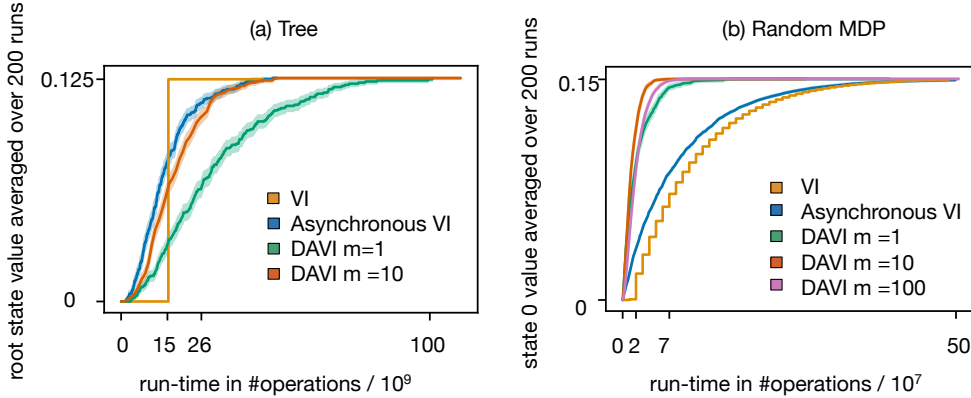 (a) Tree
root state value averaged over 200 runs
0.125
0
VI
Asynchronous VI
DAVI m=1
DAVI m =10
0 15 26 100
run-time in #operations / 10⁹
(b) Random MDP
state 0 value averaged over 200 runs
0.15
0
VI
Asynchronous VI
DAVI m =1
DAVI m =10
DAVI m =100
0 2 7 50
run-time in #operations / 10⁷